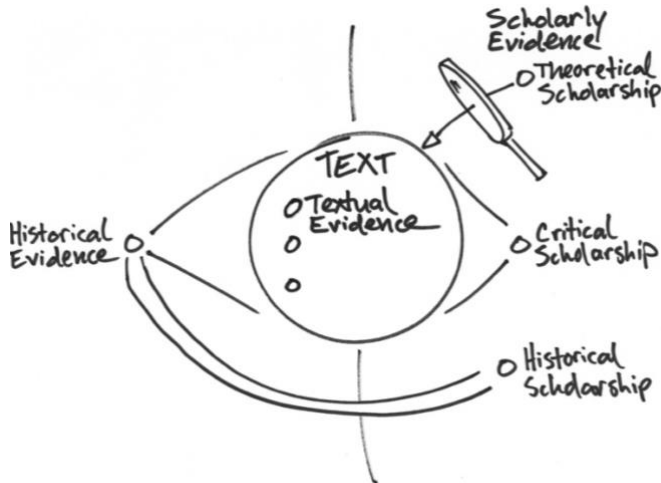 Scholarly
Evidence
Theoretical
Scholarship
TEXT
Textual
Evidence
Historical
Evidence
Critical
Scholarship
Historical
Scholarship